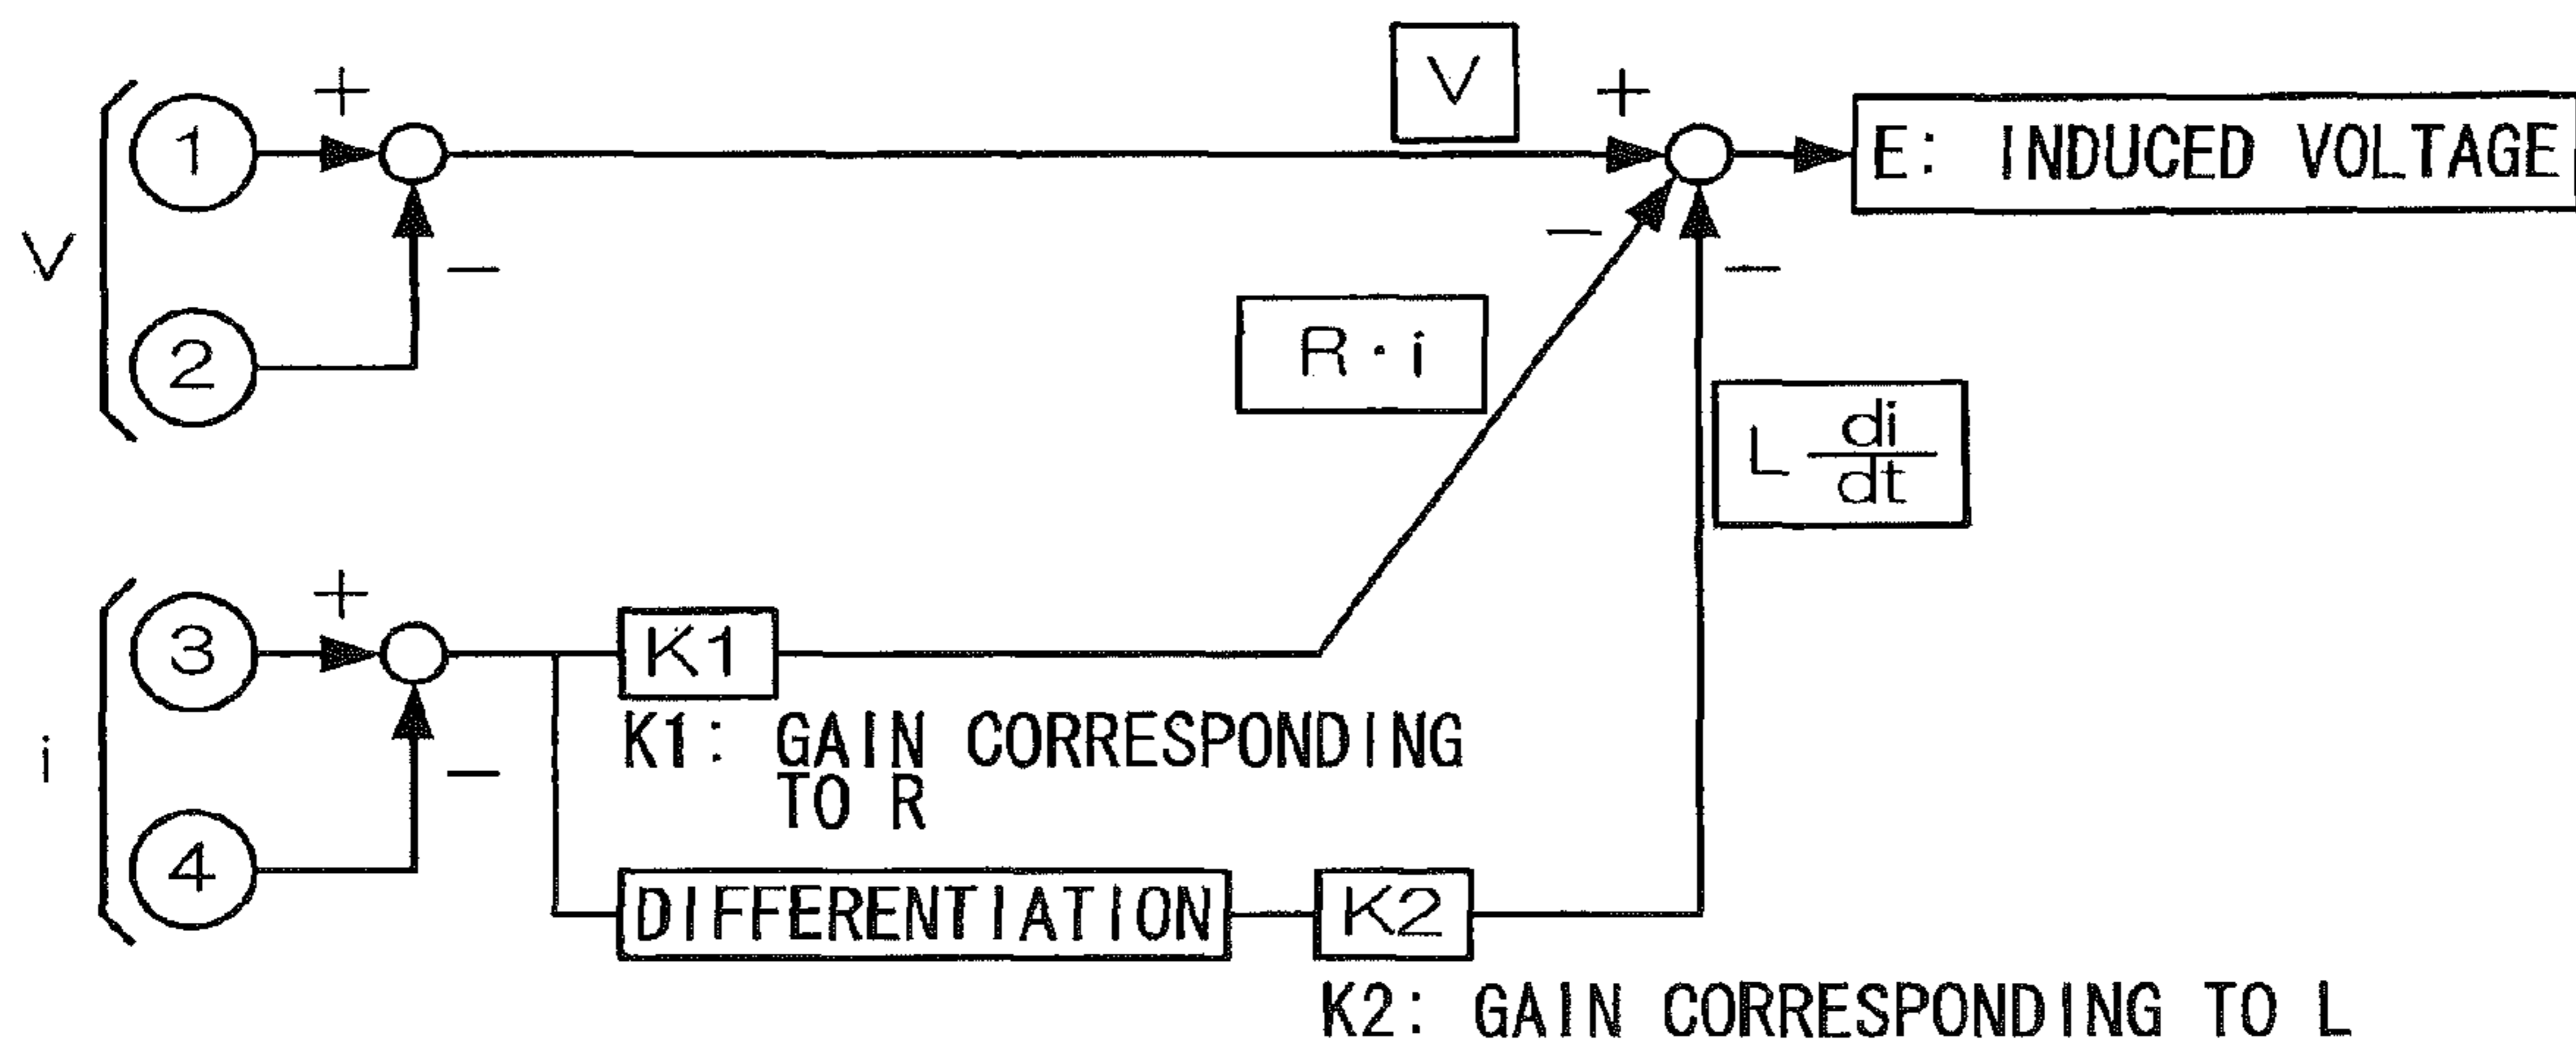 V
+
1
−
2
V
+
E: INDUCED VOLTAGE
−
−
R・i
L di/dt
i
+
3
−
4
K1
K1: GAIN CORRESPONDING
TO R
DIFFERENTIATION
K2
K2: GAIN CORRESPONDING TO L